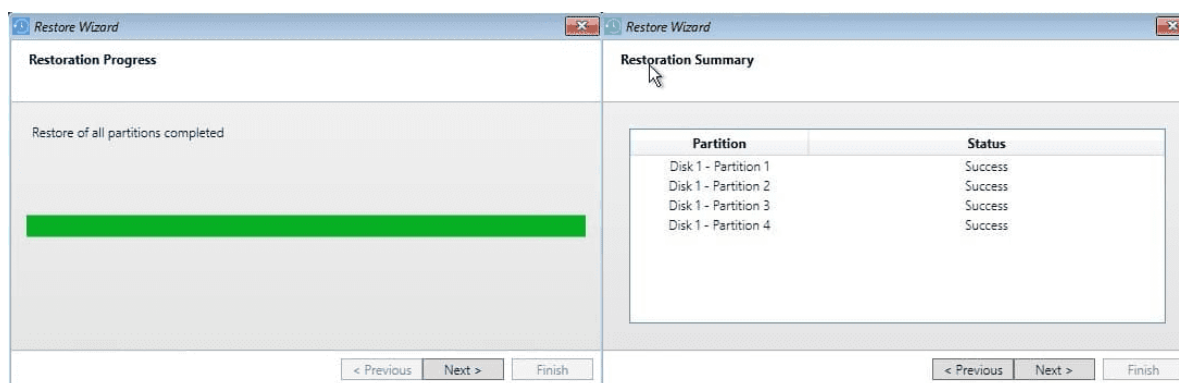 Restore Wizard
Restoration Progress
Restore of all partitions completed
< Previous
Next >
Finish
Restore Wizard
Restoration Summary
Partition Status
Disk 1 - Partition 1 Success
Disk 1 - Partition 2 Success
Disk 1 - Partition 3 Success
Disk 1 - Partition 4 Success
< Previous
Next >
Finish